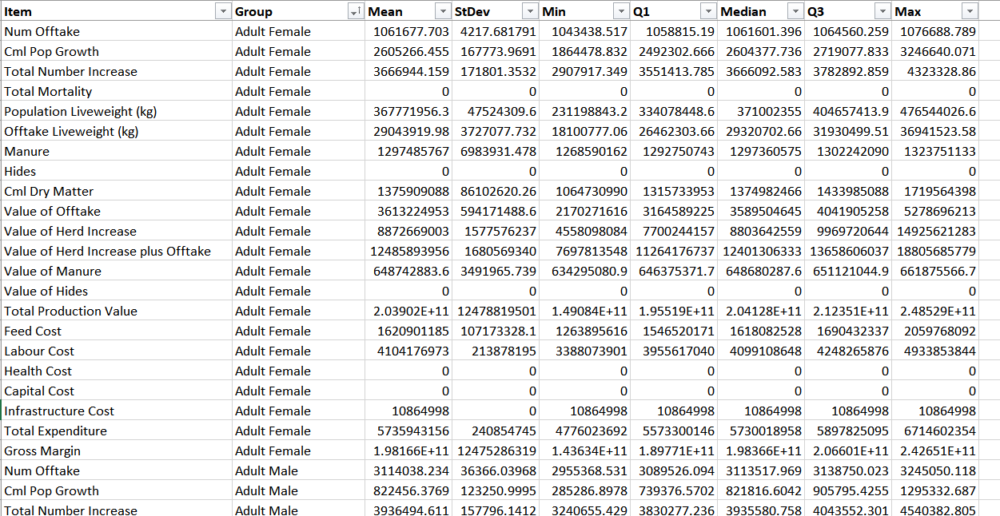 Item Group Mean StDev Min Q1 Median Q3 Max
Num Offtake Adult Female 1061677.703 4217.681791 1043438.517 1058815.19 1061601.396 1064560.259 1076688.789
Cml Pop Growth Adult Female 2605266.455 167773.9691 1864478.832 2492302.666 2604377.736 2719077.833 3246640.071
Total Number Increase Adult Female 3666944.159 171801.3532 2907917.349 3551413.785 3666092.583 3782892.859 4323328.86
Total Mortality Adult Female 0 0 0 0 0 0 0
Population Liveweight (kg) Adult Female 367771956.3 47524309.6 231198843.2 334078448.6 371002355 404657413.9 476544026.6
Offtake Liveweight (kg) Adult Female 29043919.98 3727077.732 18100777.06 26462303.66 29320702.66 31930499.51 36941523.58
Manure Adult Female 1297485767 6983931.478 1268590162 1292750743 1297360575 1302242090 1323751133
Hides Adult Female 0 0 0 0 0 0 0
Cml Dry Matter Adult Female 1375909088 86102620.26 1064730990 1315733953 1374982466 1433985088 1719564398
Value of Offtake Adult Female 3613224953 594171488.6 2170271616 3164589225 3589504645 4041905258 5278696213
Value of Herd Increase Adult Female 8872669003 1577576237 4558098084 7700244157 8803642559 9969720644 14925621283
Value of Herd Increase plus Offtake Adult Female 12485893956 1680569340 7697813548 11264176737 12401306333 13658606037 18805685779
Value of Manure Adult Female 648742883.6 3491965.739 634295080.9 646375371.7 648680287.6 651121044.9 661875566.7
Value of Hides Adult Female 0 0 0 0 0 0 0
Total Production Value Adult Female 2.03902E+11 12478819501 1.49084E+11 1.95519E+11 2.04128E+11 2.12351E+11 2.48529E+11
Feed Cost Adult Female 1620901185 107173328.1 1263895616 1546520171 1618082528 1690432337 2059768092
Labour Cost Adult Female 4104176973 213878195 3388073901 3955617040 4099108648 4248265876 4933853844
Health Cost Adult Female 0 0 0 0 0 0 0
Capital Cost Adult Female 0 0 0 0 0 0 0
Infrastructure Cost Adult Female 10864998 0 10864998 10864998 10864998 10864998 10864998
Total Expenditure Adult Female 5735943156 240854745 4776023692 5573300146 5730018958 5897825095 6714602354
Gross Margin Adult Female 1.98166E+11 12475286319 1.43634E+11 1.89771E+11 1.98366E+11 2.06601E+11 2.42651E+11
Num Offtake Adult Male 3114038.234 36366.03968 2955368.531 3089526.094 3113517.969 3138750.023 3245050.118
Cml Pop Growth Adult Male 822456.3769 123250.9995 285286.8978 739376.5702 821816.6042 905795.4255 1295332.687
Total Number Increase Adult Male 3936494.611 157796.1412 3240655.429 3830277.236 3935580.758 4043552.301 4540382.805